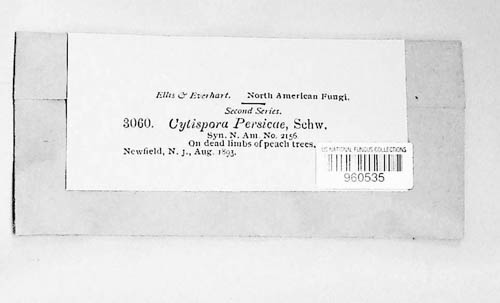 Ellis & Everhart. North American Fungi.
Second Series.
3060. Cytispora Persicae, Schw.
Syn. N. Am. No. 2156
On dead limbs of peach trees.
Newfield, N. J., Aug. 1893.
US NATIONAL FUNGUS COLLECTIONS
960535